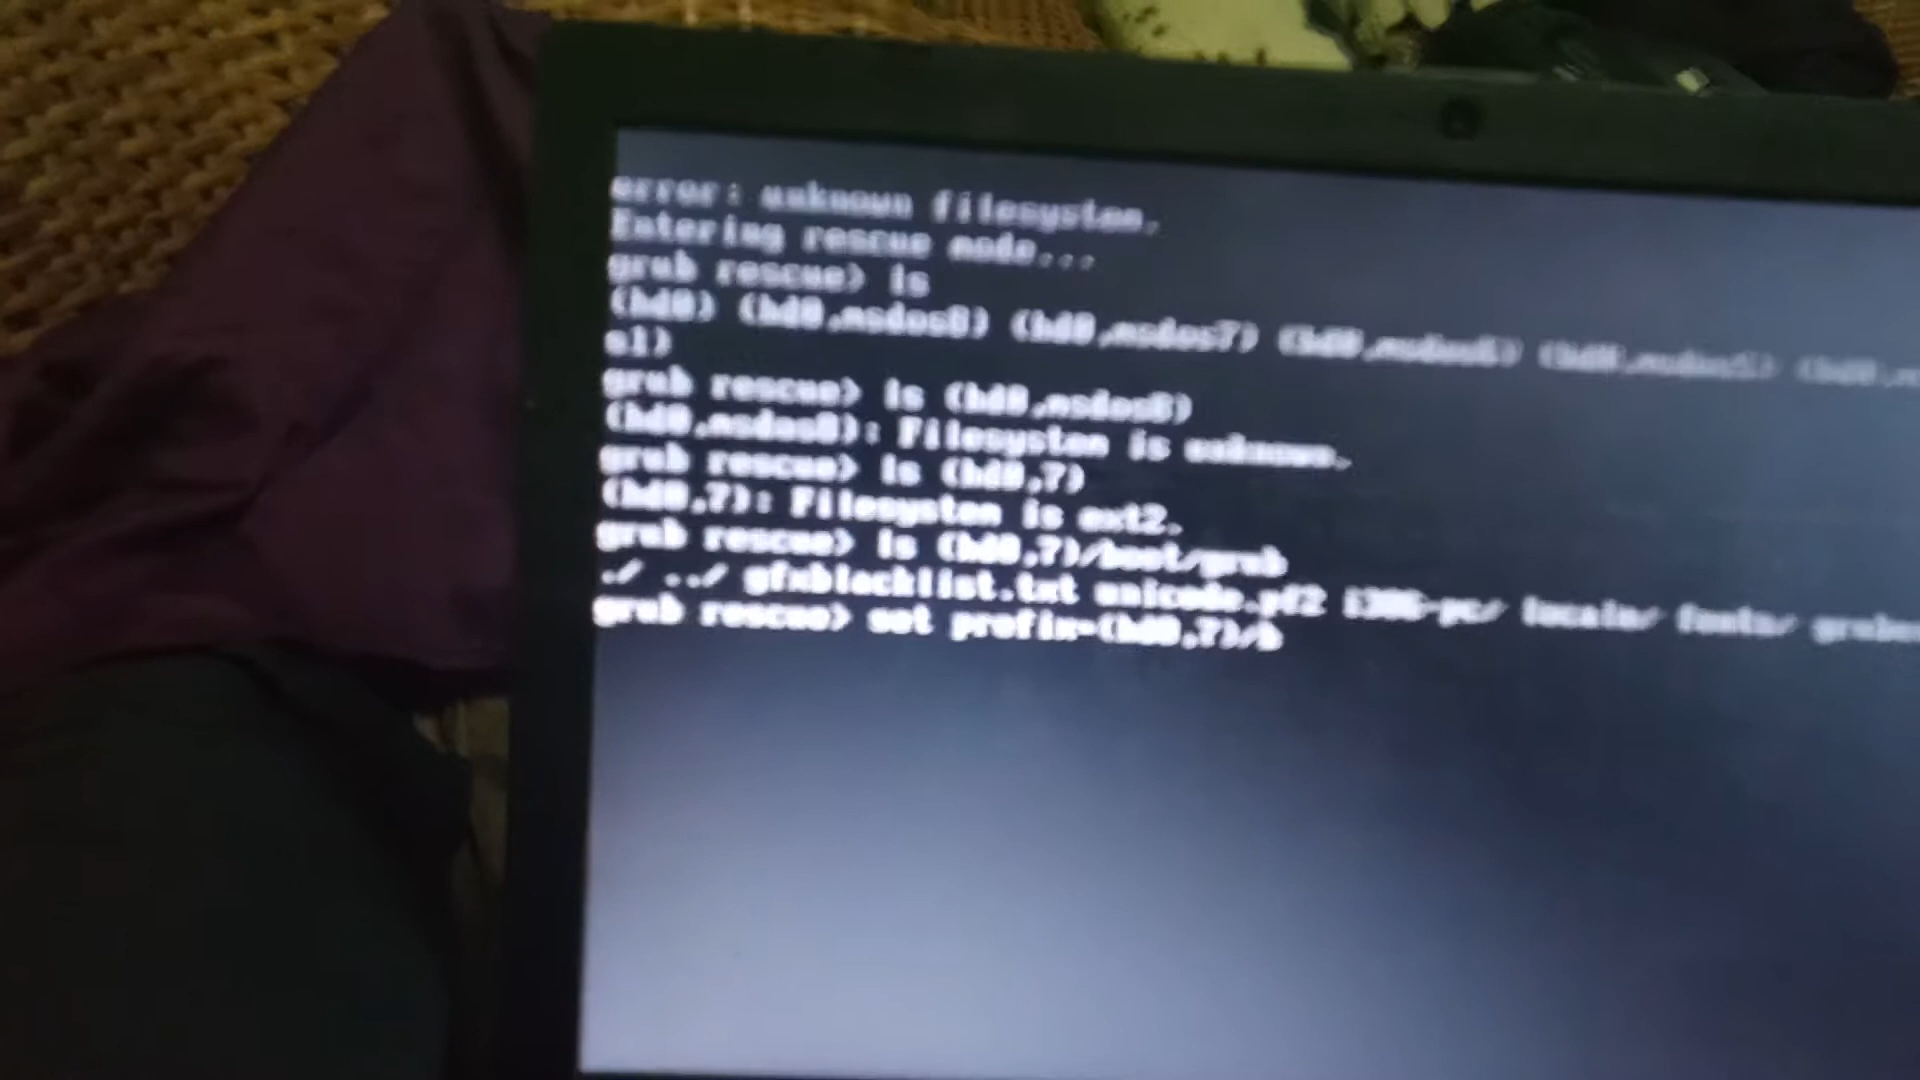 error: unknown filesystem.
Entering rescue mode...
grub rescue> ls
(hd0) (hd0,msdos8) (hd0,msdos7) (hd0,msdos6) (hd0,msdos5) (hd0,m
s1)
grub rescue> ls (hd0,msdos8)
(hd0,msdos8): Filesystem is unknown.
grub rescue> ls (hd0,7)
(hd0,7): Filesystem is ext2.
grub rescue> ls (hd0,7)/boot/grub
./ ../ gfxblacklist.txt unicode.pf2 i386-pc/ locale/ fonts/ grubenv
grub rescue> set prefix=(hd0,7)/b